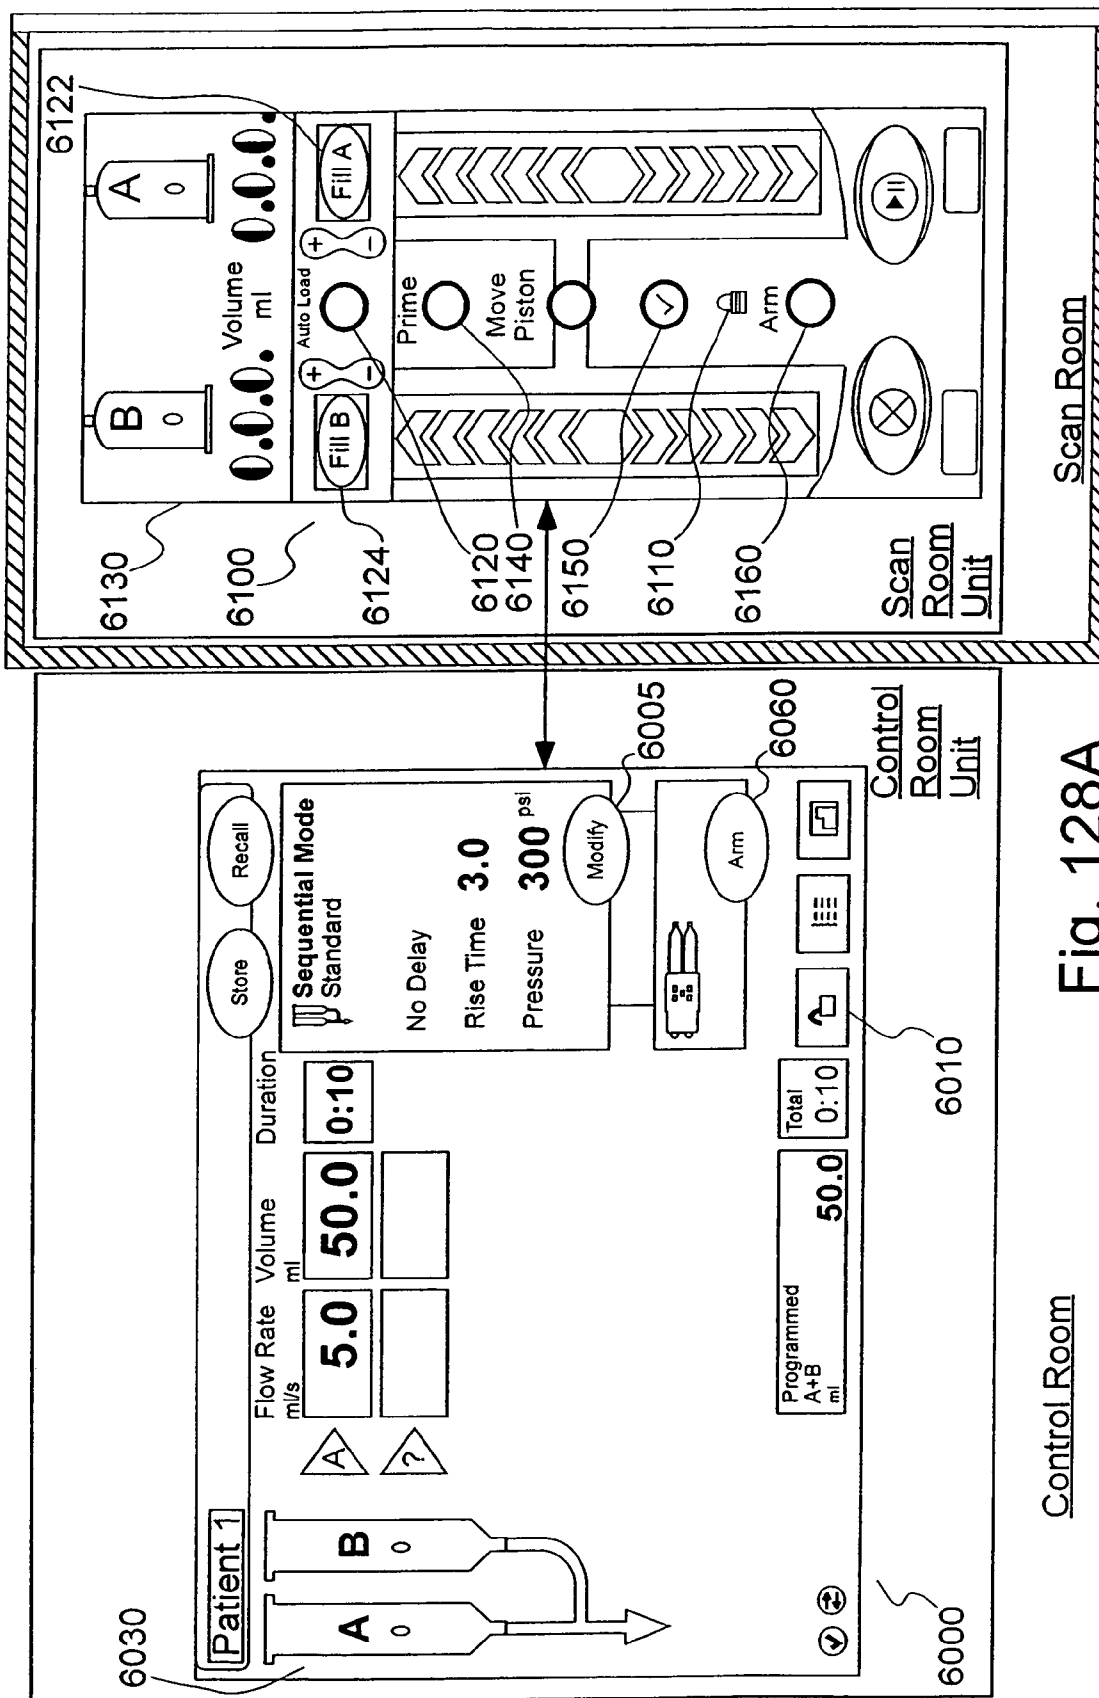 6030
Patient 1
Store
Recall
A
0
B
0
Flow Rate
ml/s
Volume
ml
Duration
A
5.0
50.0
0:10
?
Sequential Mode
Standard
No Delay
Rise Time 3.0
Pressure 300 psi
Modify
6005
Arm
6060
Programmed
A+B
ml
50.0
Total
0:10
6010
6000
Control
Room
Unit
Control Room
6130
6100
6124
6120
6140
6150
6110
6160
6122
B
0
A
0
0.0.0.
Volume
ml
0.0.0.
Fill B
+
−
Auto Load
+
−
Fill A
Prime
Move
Piston
Arm
Scan
Room
Unit
Scan Room
Fig. 128A